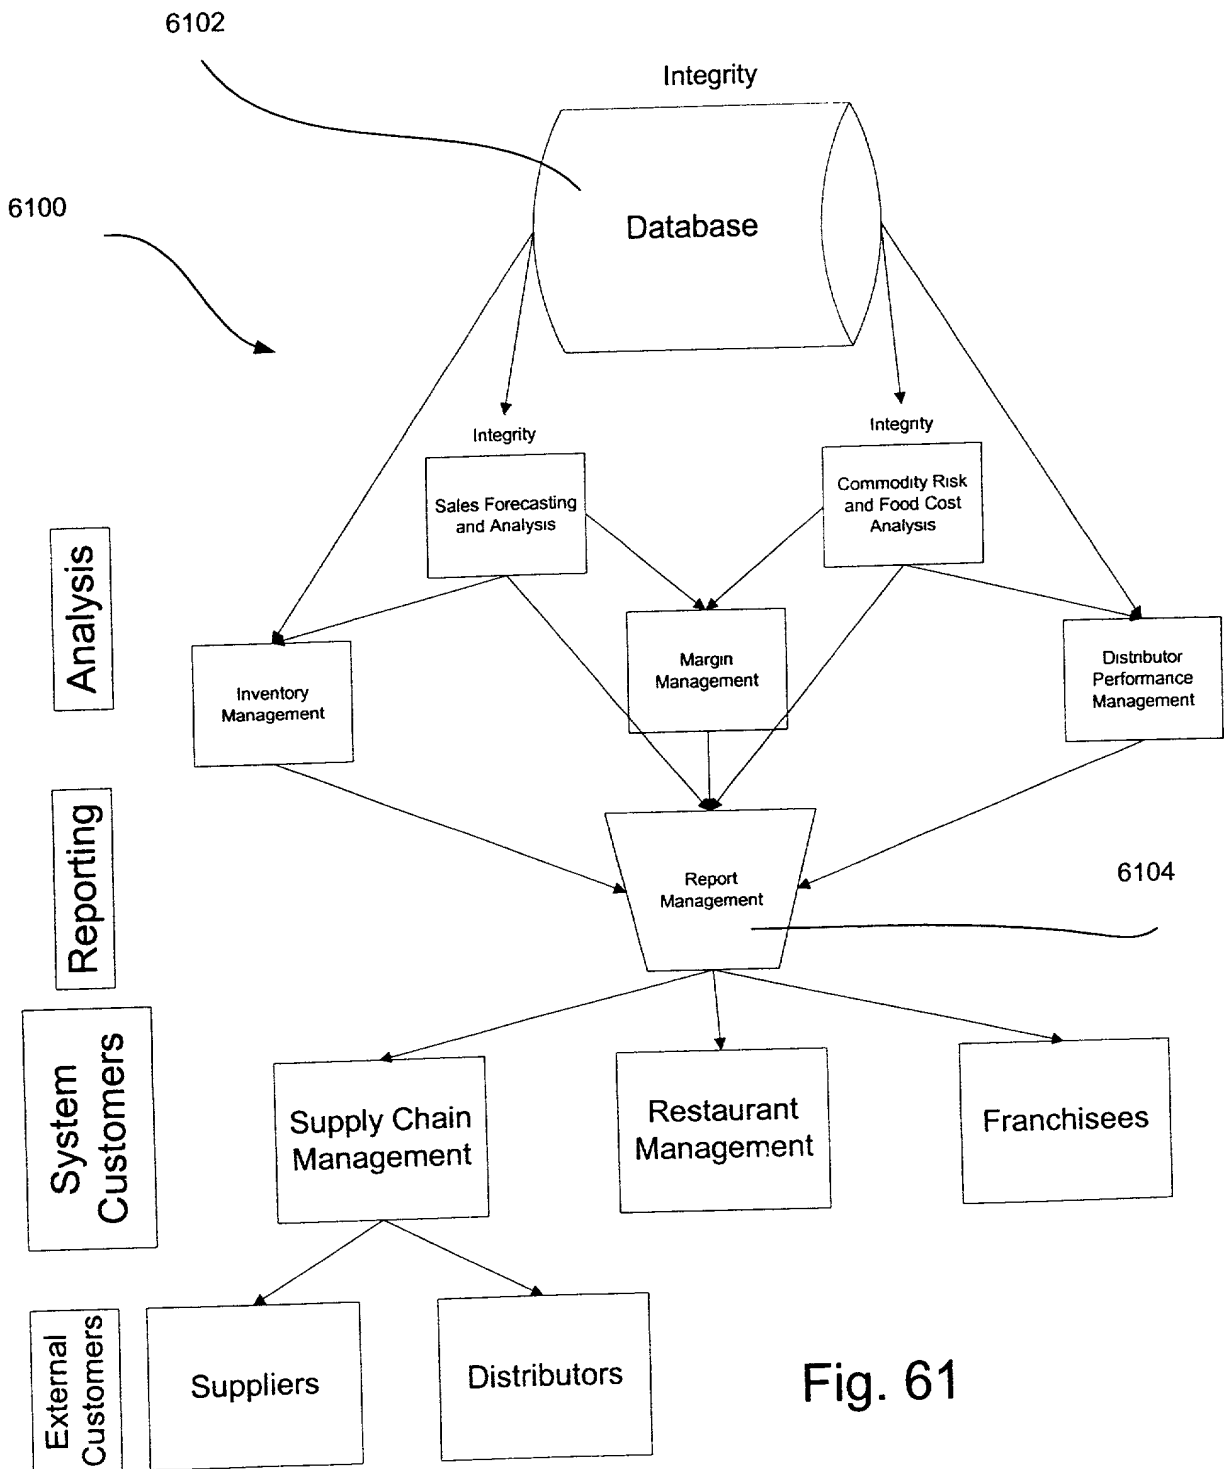 6102
Integrity
6100
Database
Integrity
Integrity
Sales Forecasting
and Analysis
Commodity Risk
and Food Cost
Analysis
Analysis
Inventory
Management
Margin
Management
Distributor
Performance
Management
Reporting
Report
Management
6104
System
Customers
Supply Chain
Management
Restaurant
Management
Franchisees
External
Customers
Suppliers
Distributors
Fig. 61